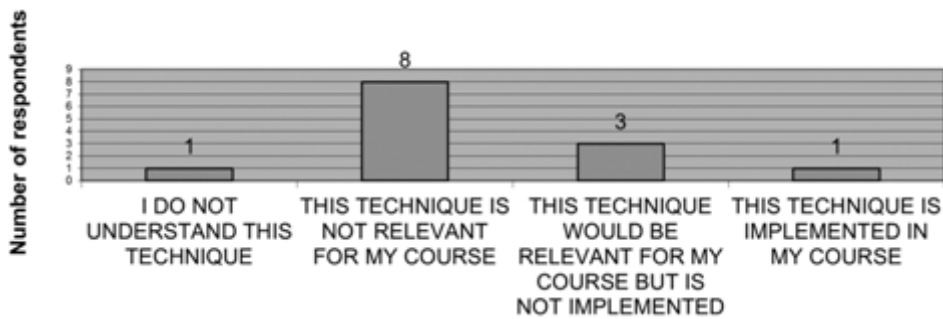 Number of respondents
9
8
7
6
5
4
3
2
1
0
1
8
3
1
I DO NOT
UNDERSTAND THIS
TECHNIQUE
THIS TECHNIQUE IS
NOT RELEVANT
FOR MY COURSE
THIS TECHNIQUE
WOULD BE
RELEVANT FOR MY
COURSE BUT IS
NOT IMPLEMENTED
THIS TECHNIQUE IS
IMPLEMENTED IN
MY COURSE